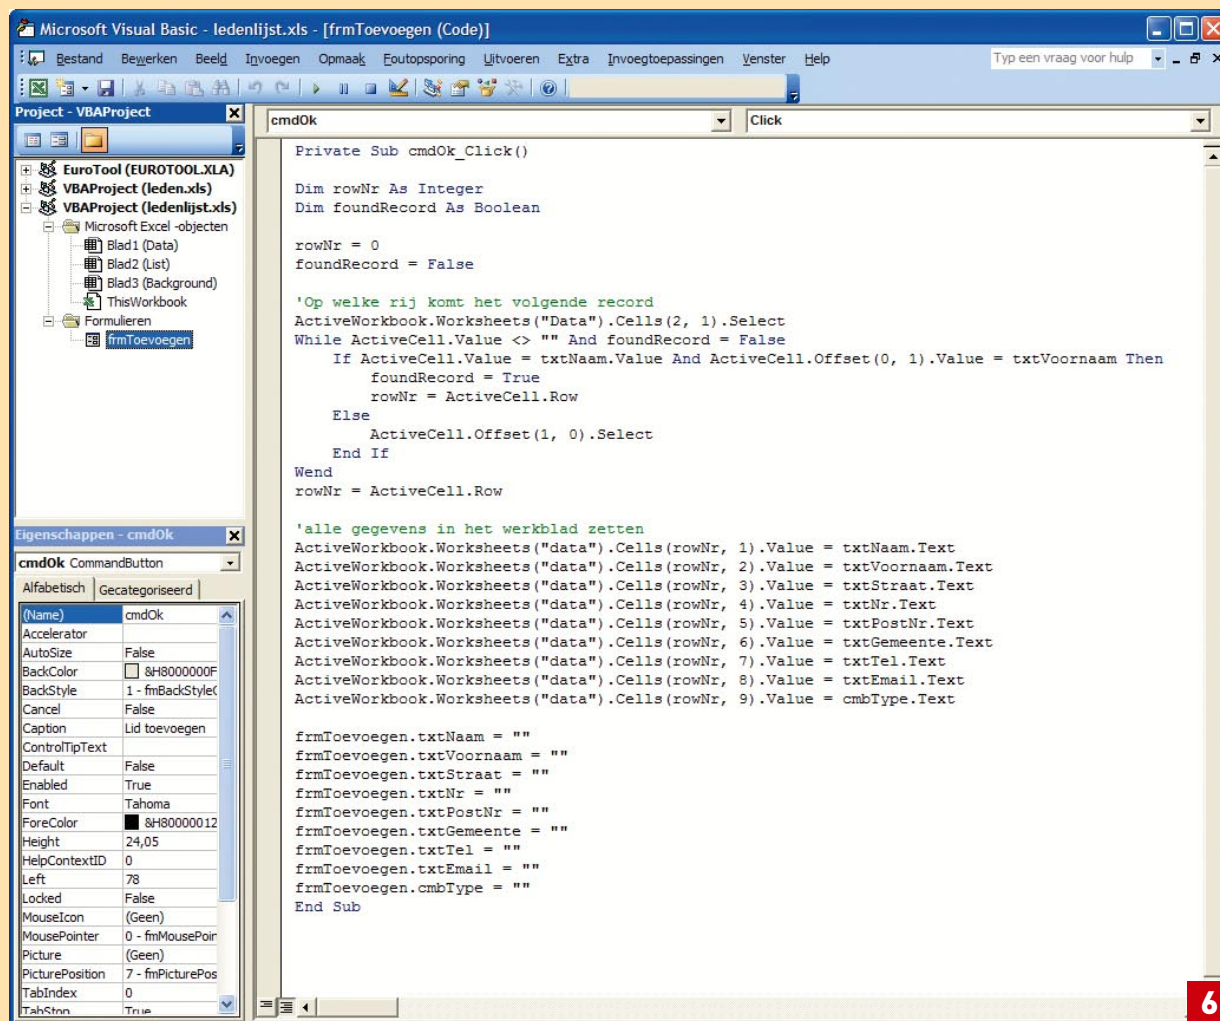 Microsoft Visual Basic - ledenlijst.xls - [frmToevoegen (Code)]
Bestand Bewerken Beeld Invoegen Opmaak Foutopsporing Uitvoeren Extra Invoegtoepassingen Venster Help
Typ een vraag voor hulp
Project - VBAProject
EuroTool (EUROTOOL.XLA)
VBAProject (leden.xls)
VBAProject (ledenlijst.xls)
Microsoft Excel -objecten
Blad1 (Data)
Blad2 (List)
Blad3 (Background)
ThisWorkbook
Formulieren
frmToevoegen
Eigenschappen - cmdOk
cmdOk CommandButton
Alfabetisch Gecategoriseerd
(Name) cmdOk
Accelerator
AutoSize False
BackColor &H8000000F
BackStyle 1 - fmBackStyleO
Cancel False
Caption Lid toevoegen
ControlTipText
Default False
Enabled True
Font Tahoma
ForeColor &H80000012
Height 24,05
HelpContextID 0
Left 78
Locked False
MouseIcon (Geen)
MousePointer 0 - fmMousePoin
Picture (Geen)
PicturePosition 7 - fmPicturePos
TabIndex 0
TabStop True
cmdOk Click
Private Sub cmdOk_Click()
Dim rowNr As Integer
Dim foundRecord As Boolean
rowNr = 0
foundRecord = False
'Op welke rij komt het volgende record
ActiveWorkbook.Worksheets("Data").Cells(2, 1).Select
While ActiveCell.Value <> "" And foundRecord = False
If ActiveCell.Value = txtNaam.Value And ActiveCell.Offset(0, 1).Value = txtVoornaam Then
foundRecord = True
rowNr = ActiveCell.Row
Else
ActiveCell.Offset(1, 0).Select
End If
Wend
rowNr = ActiveCell.Row
'alle gegevens in het werkblad zetten
ActiveWorkbook.Worksheets("data").Cells(rowNr, 1).Value = txtNaam.Text
ActiveWorkbook.Worksheets("data").Cells(rowNr, 2).Value = txtVoornaam.Text
ActiveWorkbook.Worksheets("data").Cells(rowNr, 3).Value = txtStraat.Text
ActiveWorkbook.Worksheets("data").Cells(rowNr, 4).Value = txtNr.Text
ActiveWorkbook.Worksheets("data").Cells(rowNr, 5).Value = txtPostNr.Text
ActiveWorkbook.Worksheets("data").Cells(rowNr, 6).Value = txtGemeente.Text
ActiveWorkbook.Worksheets("data").Cells(rowNr, 7).Value = txtTel.Text
ActiveWorkbook.Worksheets("data").Cells(rowNr, 8).Value = txtEmail.Text
ActiveWorkbook.Worksheets("data").Cells(rowNr, 9).Value = cmbType.Text
frmToevoegen.txtNaam = ""
frmToevoegen.txtVoornaam = ""
frmToevoegen.txtStraat = ""
frmToevoegen.txtNr = ""
frmToevoegen.txtPostNr = ""
frmToevoegen.txtGemeente = ""
frmToevoegen.txtTel = ""
frmToevoegen.txtEmail = ""
frmToevoegen.cmbType = ""
End Sub
6